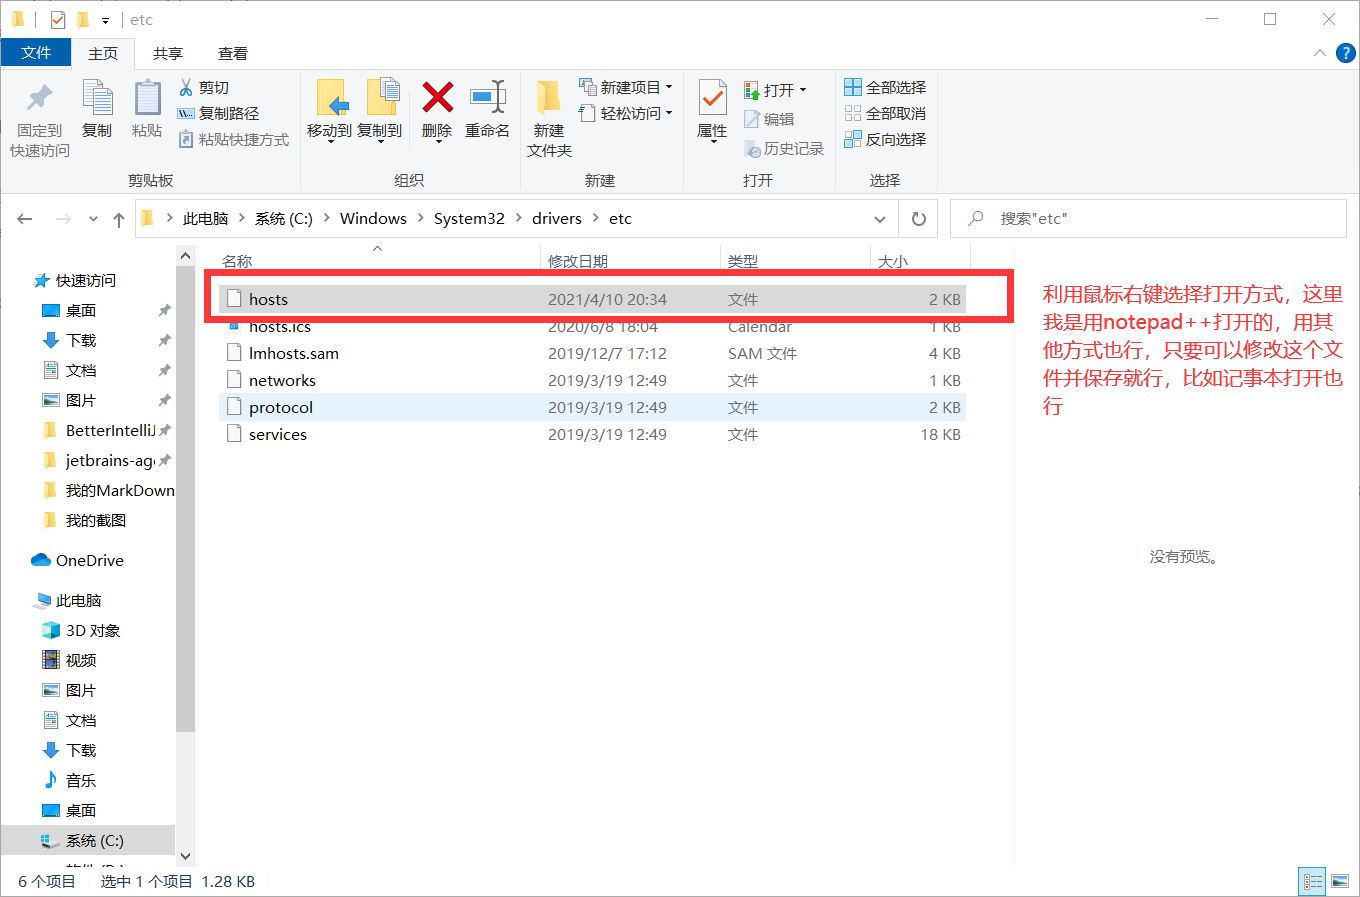 etc
文件 主页 共享 查看
固定到
快速访问
复制
粘贴
剪切
复制路径
粘贴快捷方式
剪贴板
移动到
复制到
删除
重命名
组织
新建
文件夹
新建项目
轻松访问
新建
属性
打开
编辑
历史记录
打开
全部选择
全部取消
反向选择
选择
此电脑 系统 (C:) Windows System32 drivers etc
搜索"etc"
快速访问
桌面
下载
文档
图片
BetterIntelliJ
jetbrains-age
我的MarkDown
我的截图
OneDrive
此电脑
3D 对象
视频
图片
文档
下载
音乐
桌面
系统 (C:)
名称 修改日期 类型 大小
hosts 2021/4/10 20:34 文件 2 KB
hosts.ics 2020/6/8 18:04 Calendar 1 KB
lmhosts.sam 2019/12/7 17:12 SAM 文件 4 KB
networks 2019/3/19 12:49 文件 1 KB
protocol 2019/3/19 12:49 文件 2 KB
services 2019/3/19 12:49 文件 18 KB
利用鼠标右键选择打开方式，这里
我是用notepad++打开的，用其
他方式也行，只要可以修改这个文
件并保存就行，比如记事本打开也
行
没有预览。
6 个项目 选中 1 个项目 1.28 KB